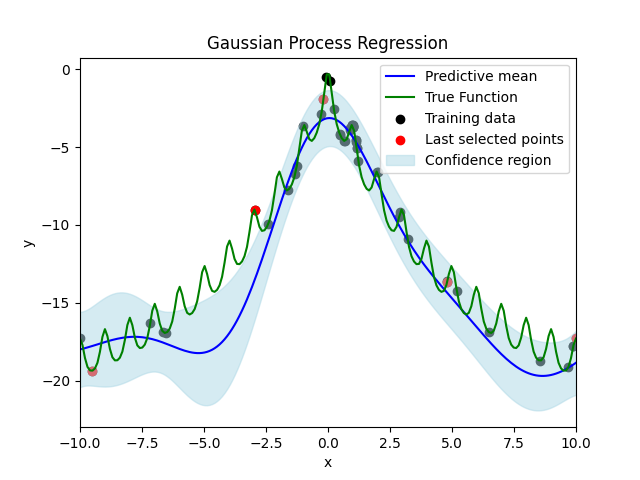 Gaussian Process Regression
Predictive mean
True Function
Training data
Last selected points
Confidence region
y
0
−5
−10
−15
−20
−10.0 −7.5 −5.0 −2.5 0.0 2.5 5.0 7.5 10.0
x